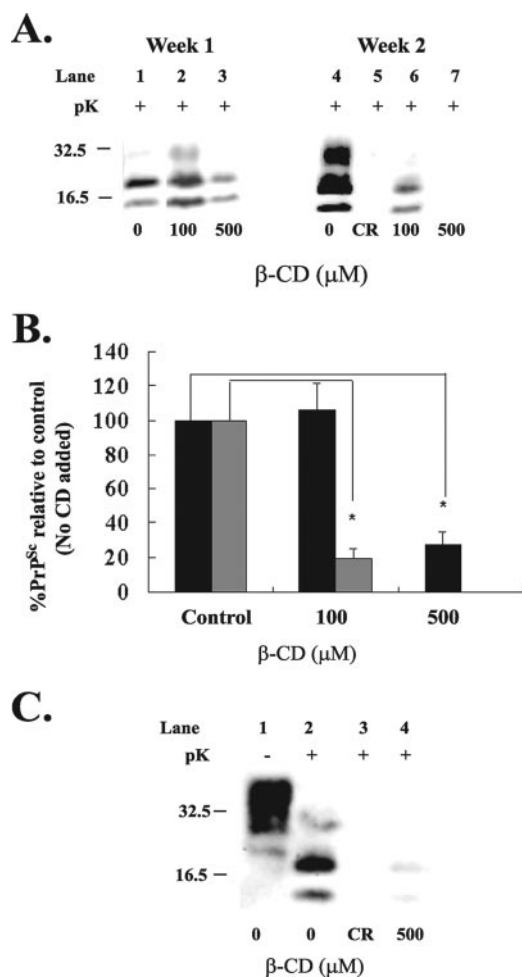 A.
Week 1 Week 2
Lane 1 2 3 4 5 6 7
pK + + + + + + +
32.5
16.5
0 100 500 0 CR 100 500
β-CD (μM)
B.
%PrPSc relative to control
(No CD added)
140
120
100
80
60
40
20
0
* *
Control 100 500
β-CD (μM)
C.
Lane 1 2 3 4
pK - + + +
32.5
16.5
0 0 CR 500
β-CD (μM)